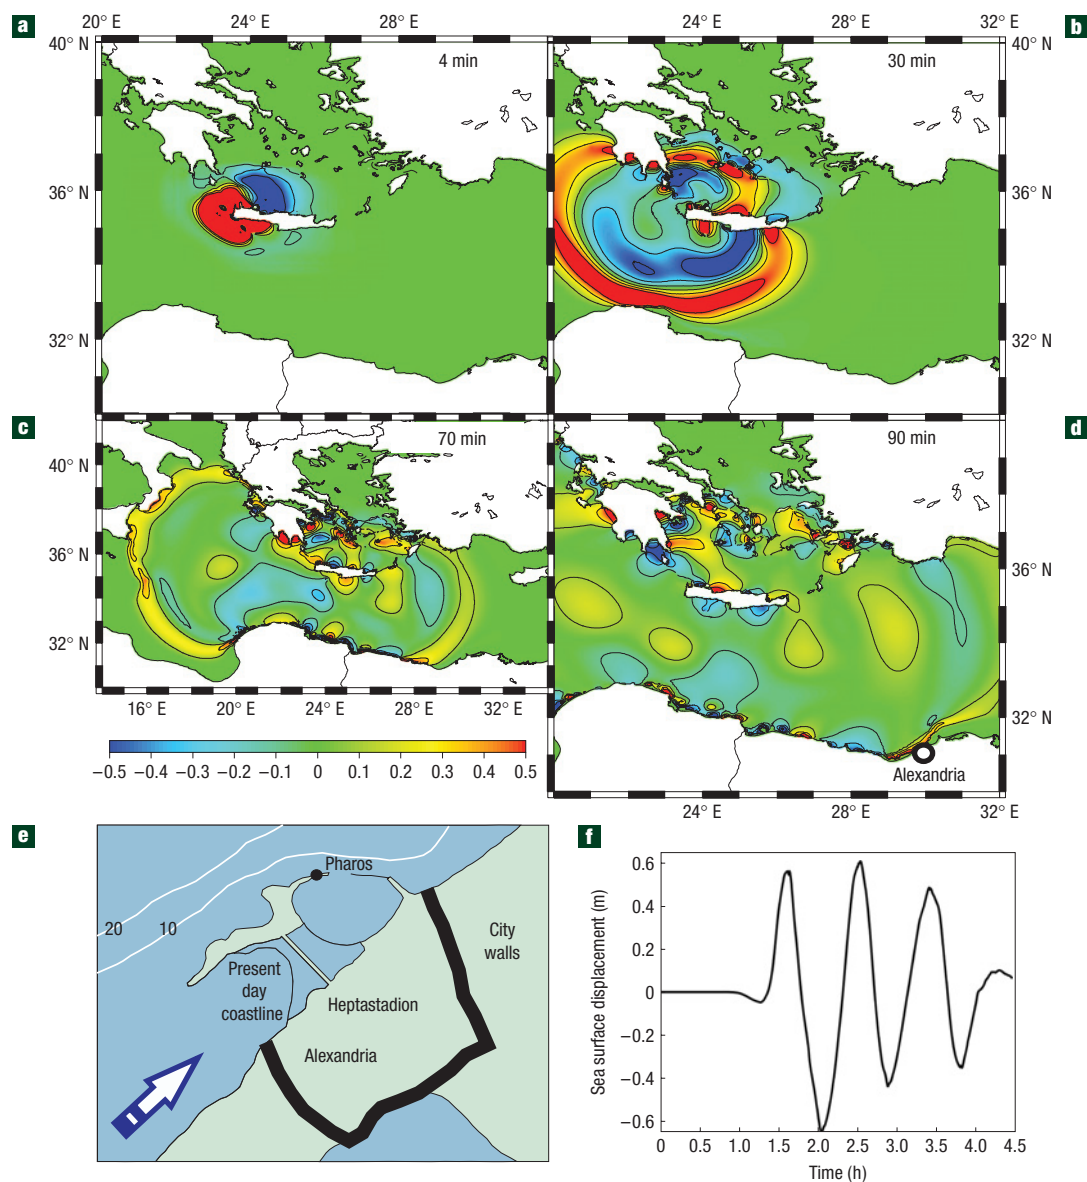 a
20° E 24° E 28° E 32° E
b
40° N
4 min
36° N
32° N
24° E 28° E 32° E
30 min
40° N
36° N
32° N
c
70 min
40° N
36° N
32° N
16° E 20° E 24° E 28° E
−0.5 −0.4 −0.3 −0.2 −0.1 0 0.1 0.2 0.3 0.4 0.5
d
90 min
36° N
32° N
Alexandria
24° E 28° E 32° E
e
Pharos
20 10
City
walls
Present
day
coastline
Heptastadion
Alexandria
f
Sea surface displacement (m)
0.6
0.4
0.2
0
−0.2
−0.4
−0.6
0 0.5 1.0 1.5 2.0 2.5 3.0 3.5 4.0 4.5
Time (h)